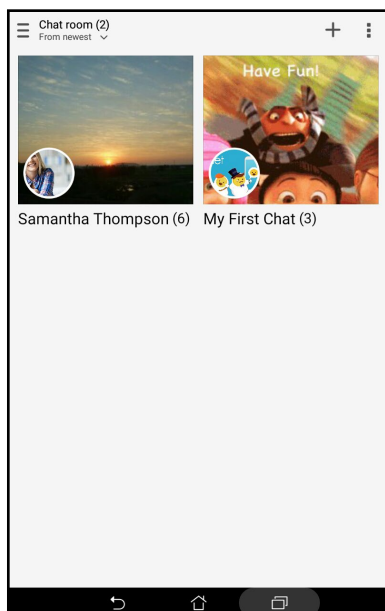 Chat room (2)
From newest
Have Fun!
Samantha Thompson (6)
My First Chat (3)